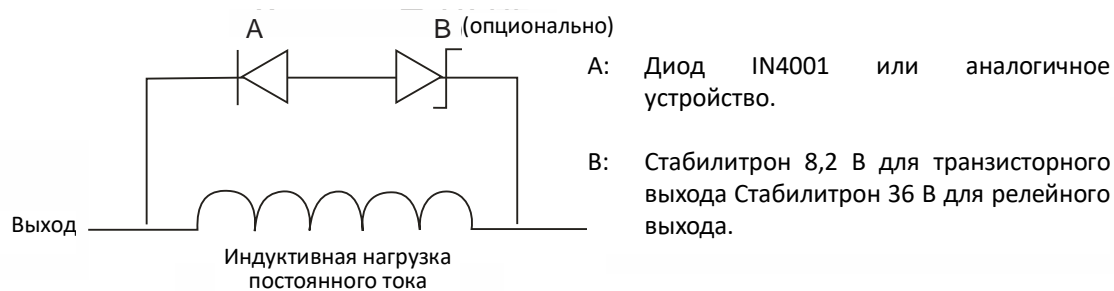 A
B (опционально)
A: Диод IN4001 или аналогичное
устройство.
B: Стабилитрон 8,2 В для транзисторного
выхода Стабилитрон 36 В для релейного
выхода.
Выход
Индуктивная нагрузка
постоянного тока